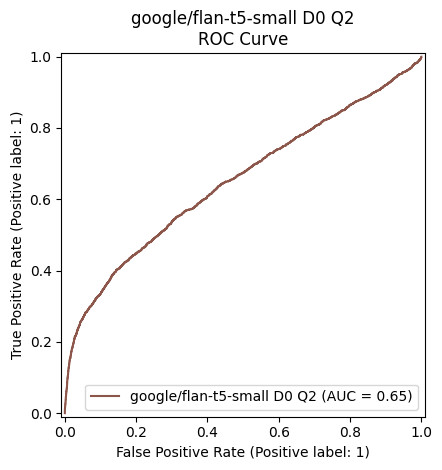 google/flan-t5-small D0 Q2
ROC Curve
1.0
0.8
0.6
0.4
0.2
0.0
True Positive Rate (Positive label: 1)
google/flan-t5-small D0 Q2 (AUC = 0.65)
0.0 0.2 0.4 0.6 0.8 1.0
False Positive Rate (Positive label: 1)